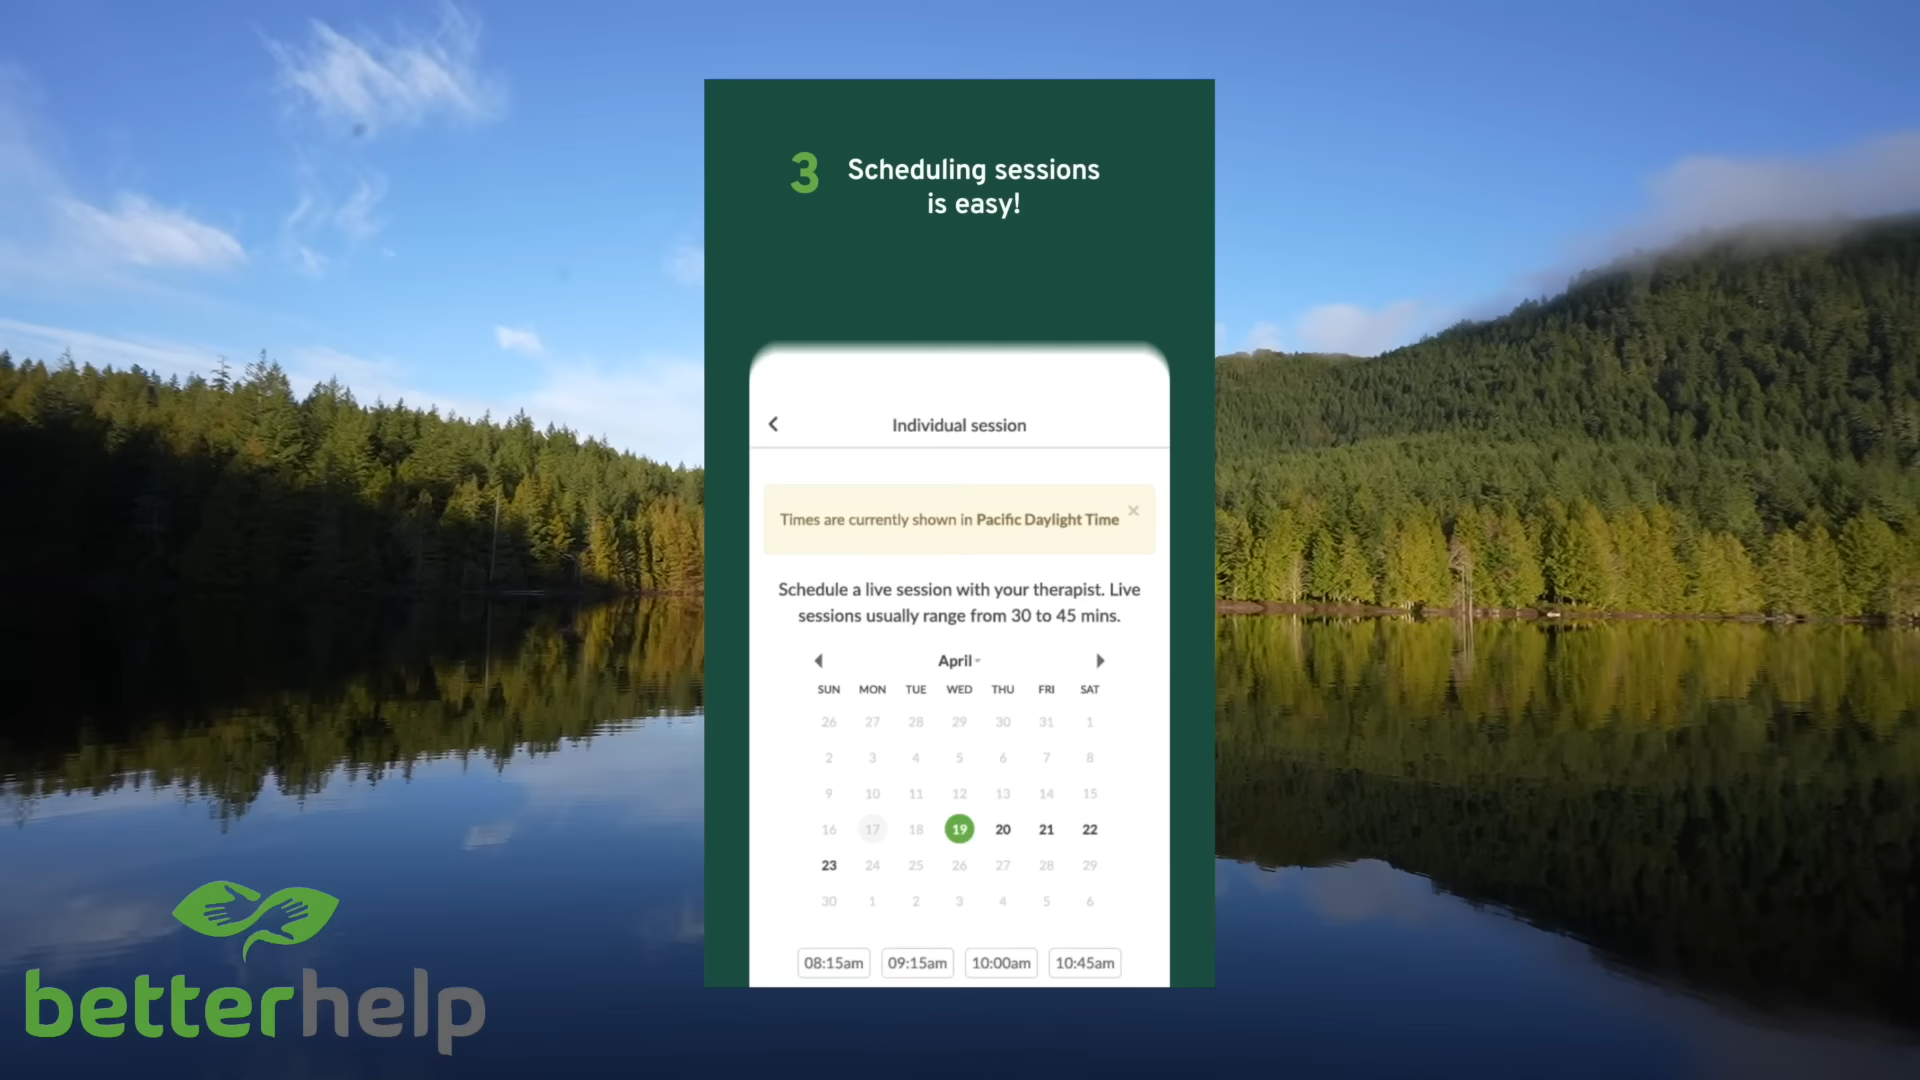 3 Scheduling sessions
is easy!
Individual session
Times are currently shown in Pacific Daylight Time ×
Schedule a live session with your therapist. Live
sessions usually range from 30 to 45 mins.
April
SUN MON TUE WED THU FRI SAT
26 27 28 29 30 31 1
2 3 4 5 6 7 8
9 10 11 12 13 14 15
16 17 18 19 20 21 22
23 24 25 26 27 28 29
30 1 2 3 4 5 6
08:15am 09:15am 10:00am 10:45am
betterhelp